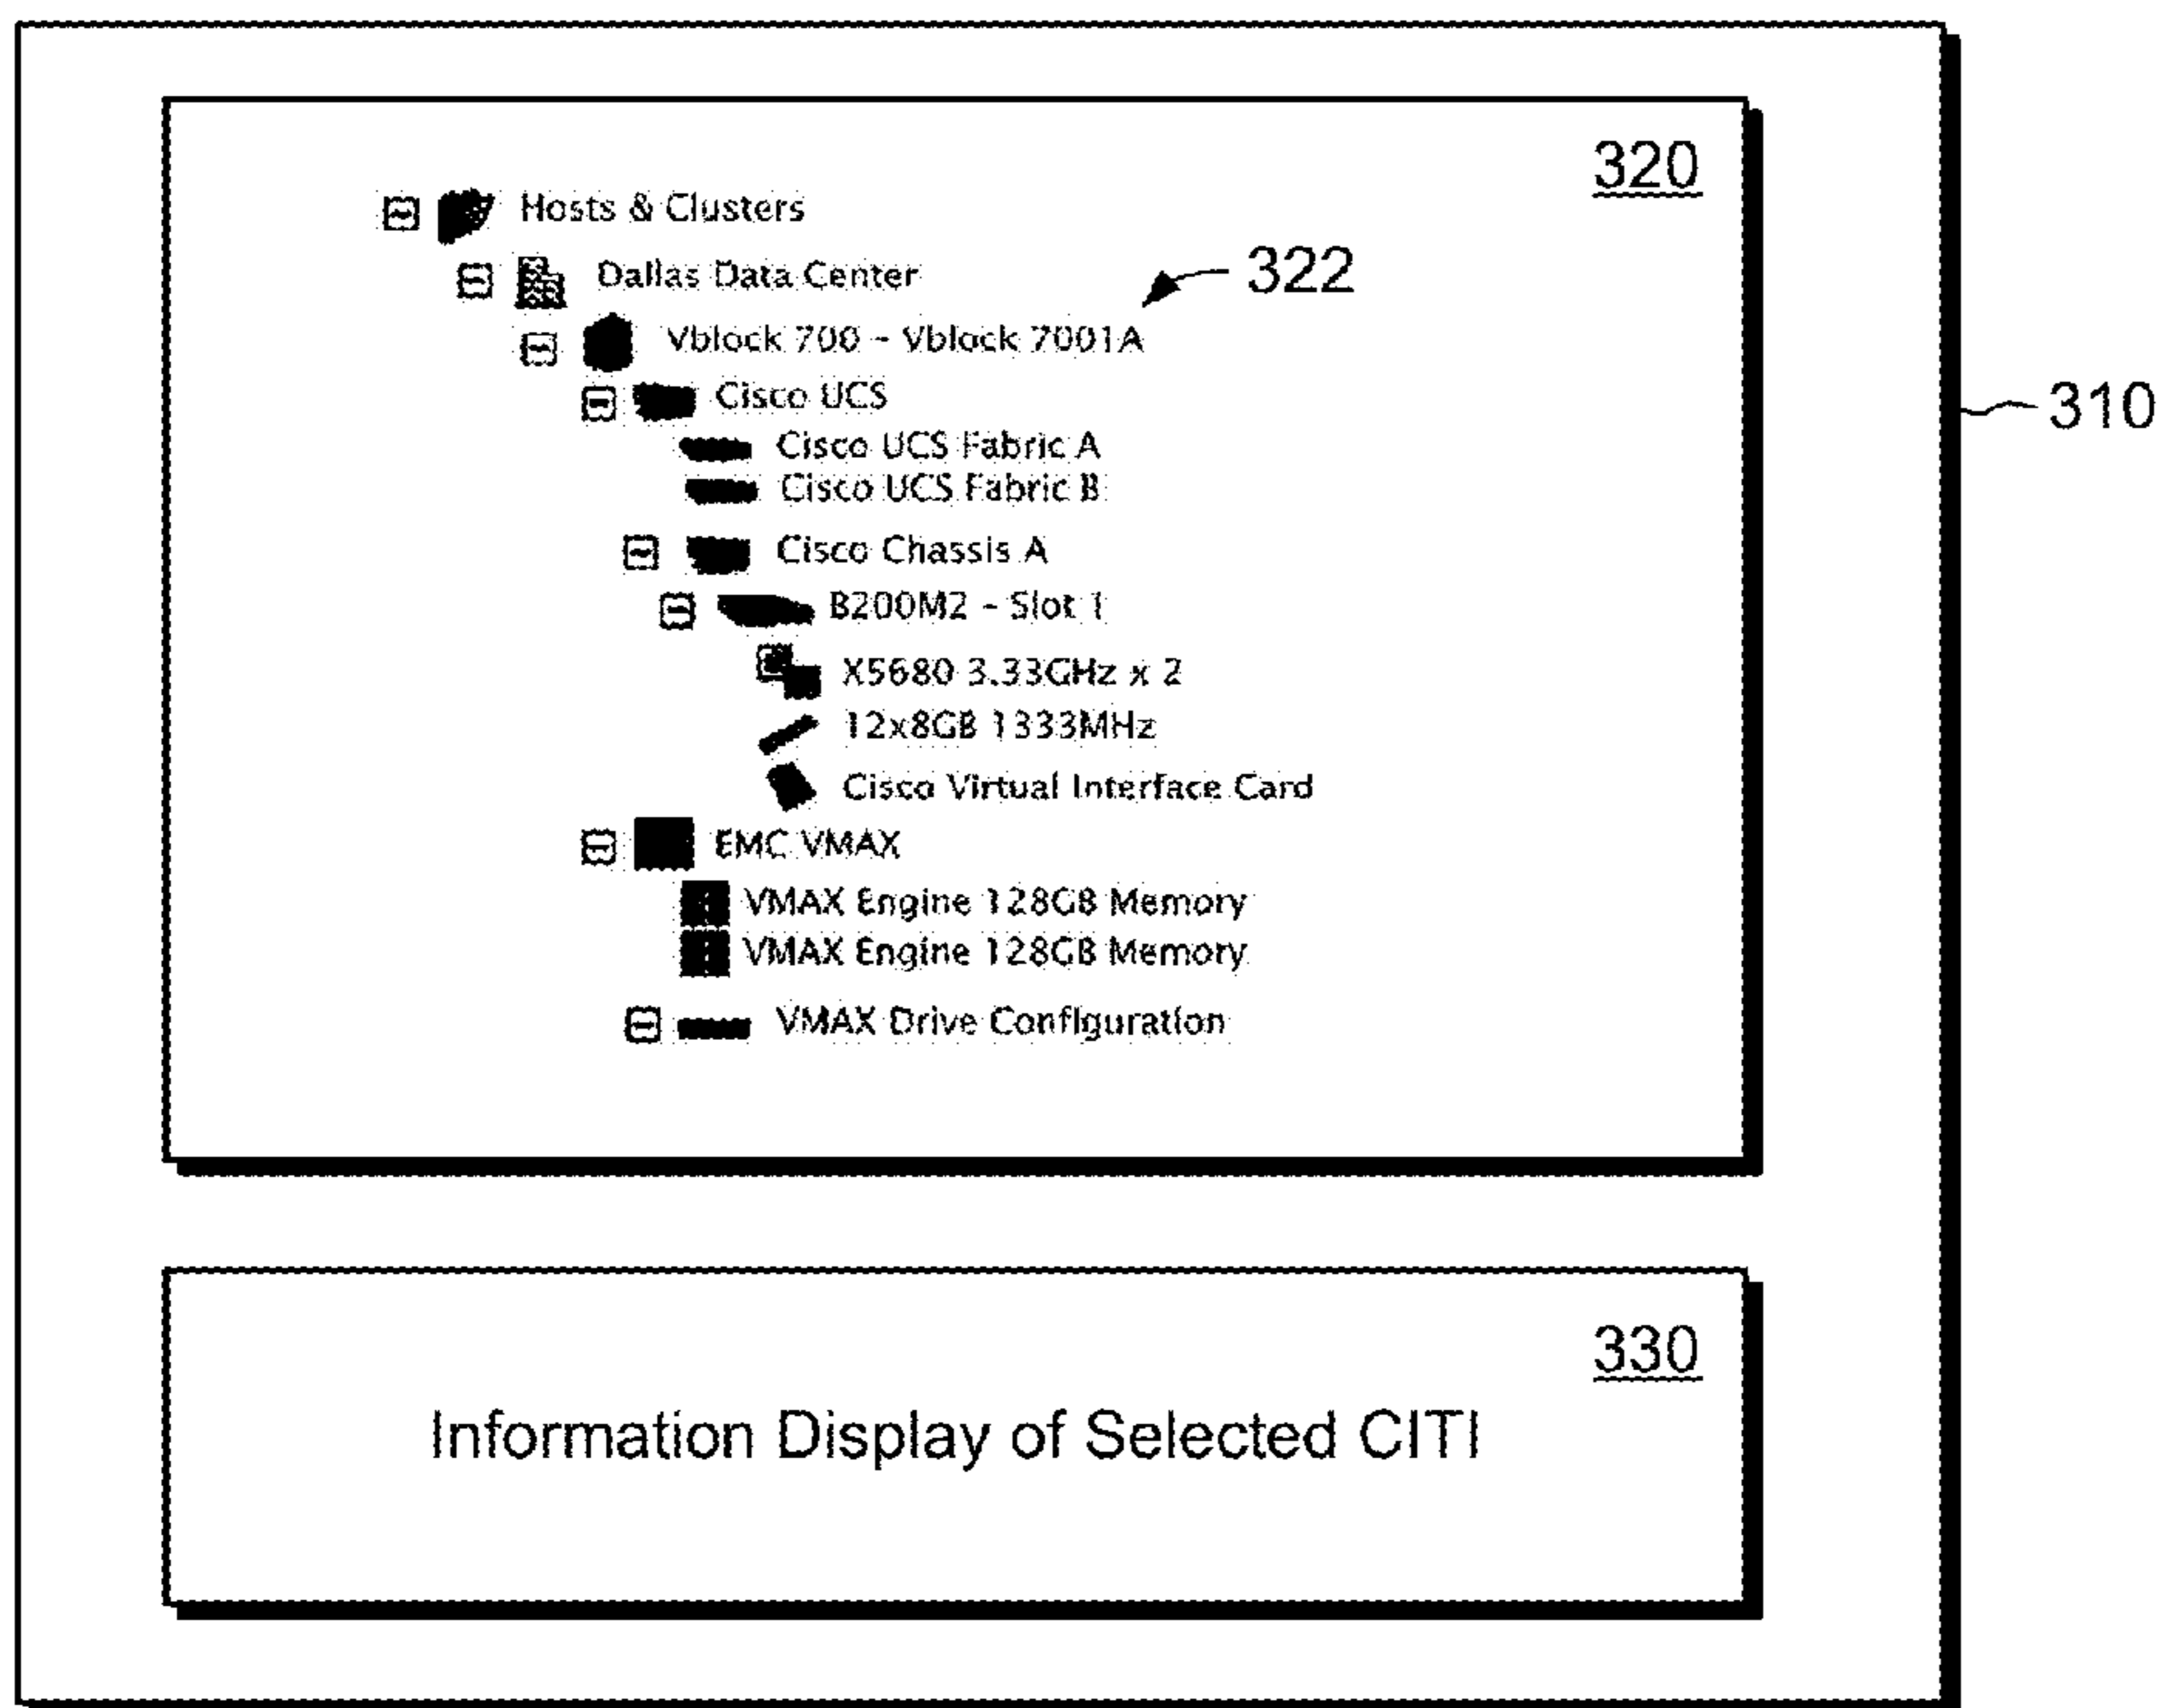 320
Hosts & Clusters
Dallas Data Center
322
Vblock 700 - Vblock 7001A
Cisco UCS
310
Cisco UCS Fabric A
Cisco UCS Fabric B
Cisco Chassis A
B200M2 - Slot 1
X5680 3.33GHz x 2
12x8GB 1333MHz
Cisco Virtual Interface Card
EMC VMAX
VMAX Engine 128GB Memory
VMAX Engine 128GB Memory
VMAX Drive Configuration
330
Information Display of Selected CITI